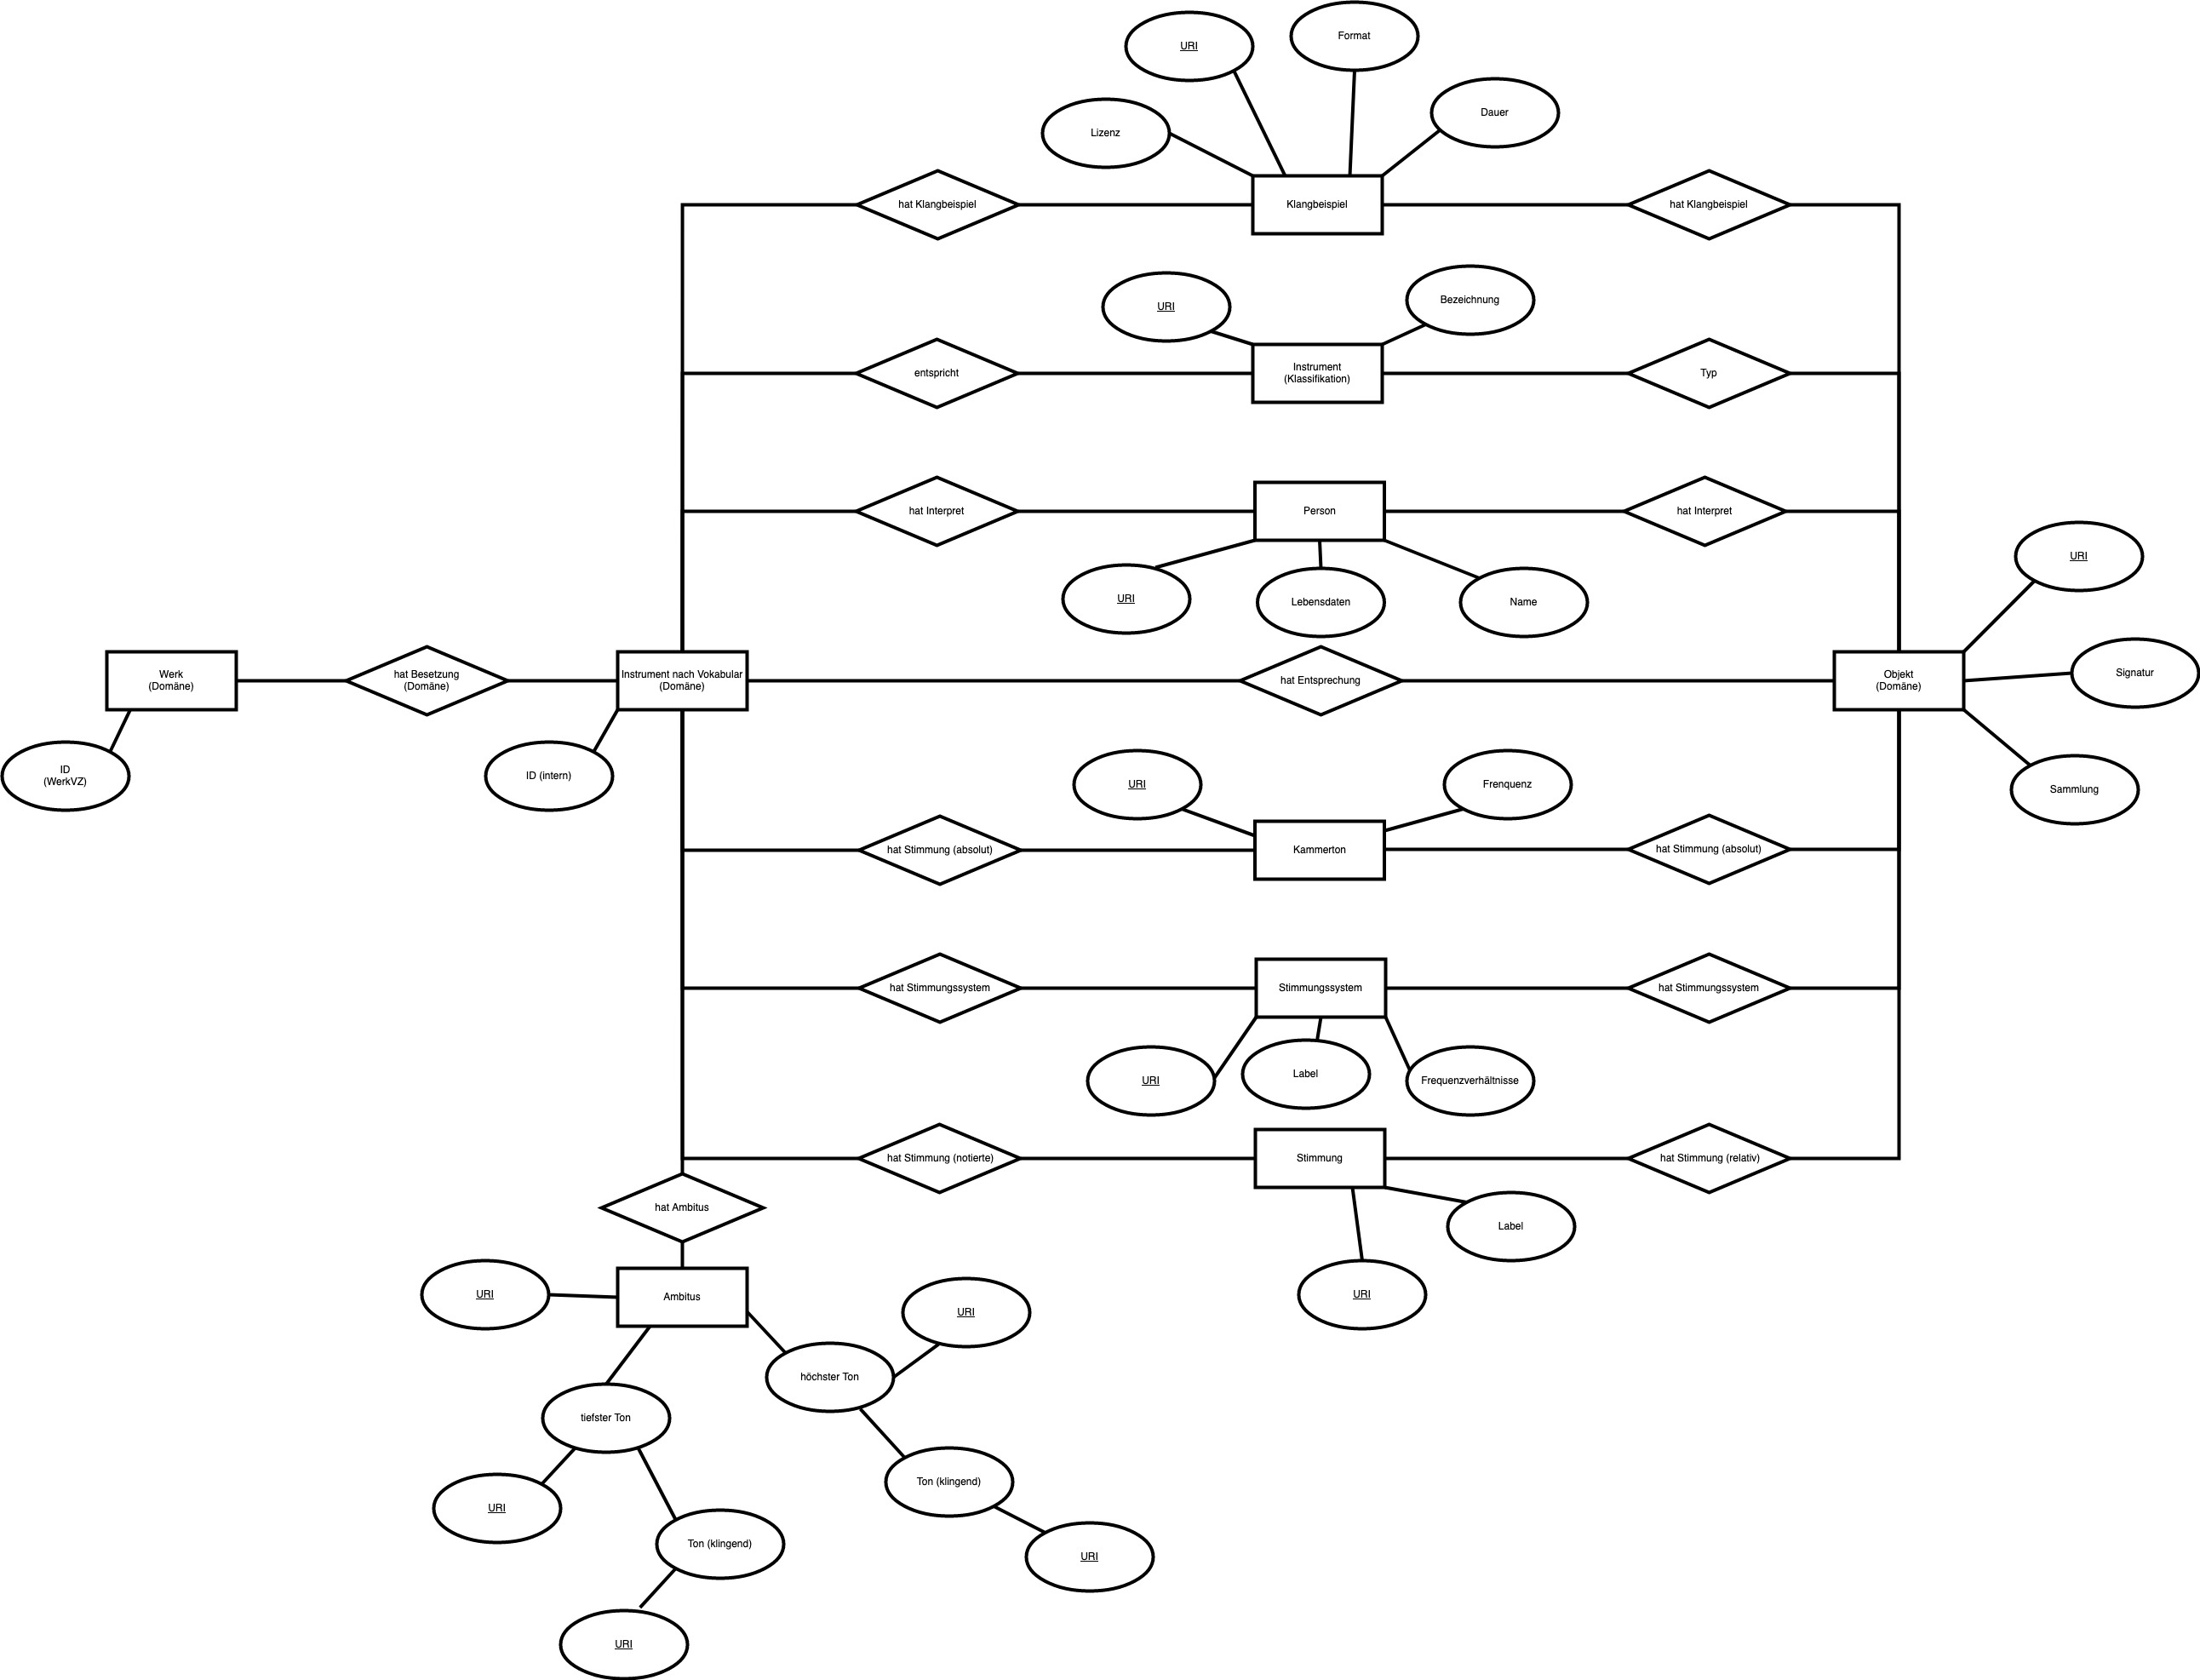 Format
URI
Dauer
Lizenz
hat Klangbeispiel
Klangbeispiel
hat Klangbeispiel
Bezeichnung
URI
entspricht
Instrument
(Klassifikation)
Typ
hat Interpret
Person
hat Interpret
URI
URI
Lebensdaten
Name
Werk
(Domäne)
hat Besetzung
(Domäne)
Instrument nach Vokabular
(Domäne)
hat Entsprechung
Objekt
(Domäne)
Signatur
ID
(WerkVZ)
ID (intern)
URI
Frenquenz
Sammlung
hat Stimmung (absolut)
Kammerton
hat Stimmung (absolut)
hat Stimmungssystem
Stimmungssystem
hat Stimmungssystem
URI
Label
Frequenzverhältnisse
hat Stimmung (notierte)
Stimmung
hat Stimmung (relativ)
hat Ambitus
Label
URI
Ambitus
URI
URI
höchster Ton
tiefster Ton
Ton (klingend)
URI
Ton (klingend)
URI
URI